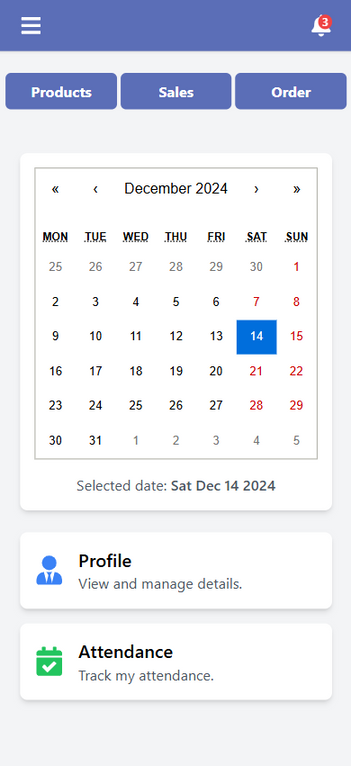 3
Products Sales Order
« ‹ December 2024 › »
MON TUE WED THU FRI SAT SUN
25 26 27 28 29 30 1
2 3 4 5 6 7 8
9 10 11 12 13 14 15
16 17 18 19 20 21 22
23 24 25 26 27 28 29
30 31 1 2 3 4 5
Selected date: Sat Dec 14 2024
Profile
View and manage details.
Attendance
Track my attendance.